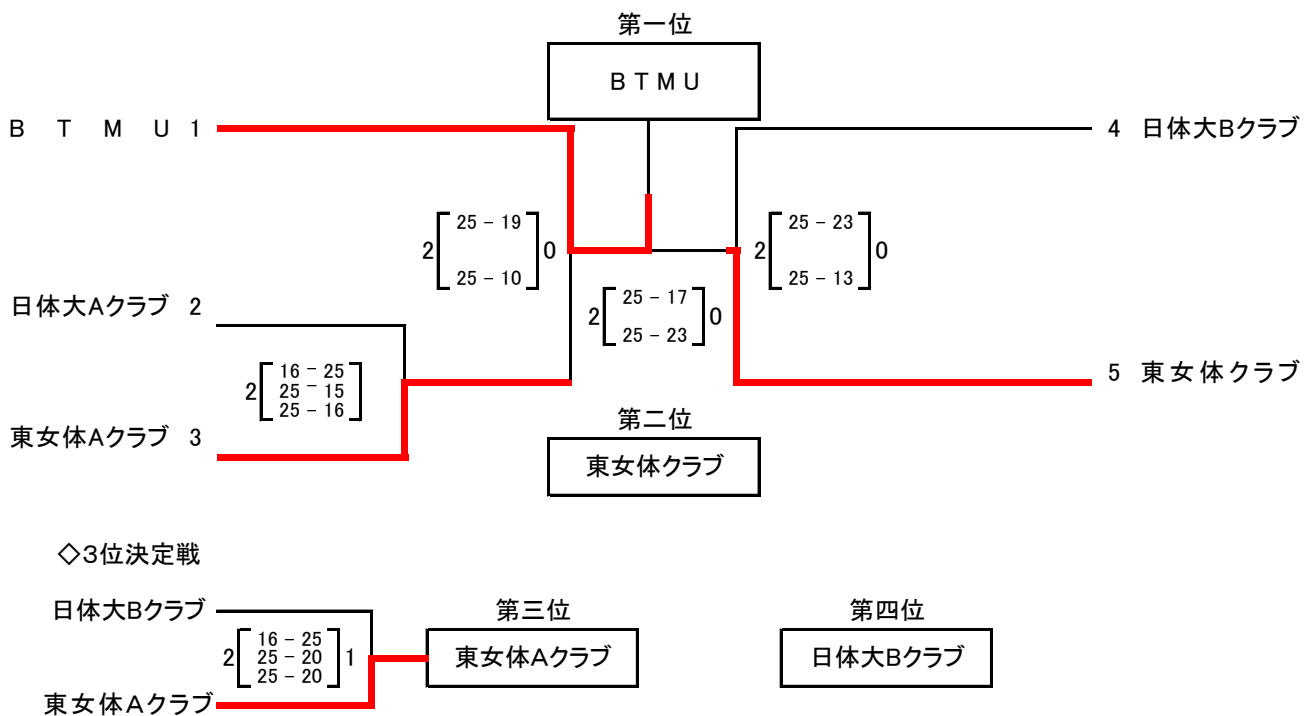 第一位
ＢＴＭＵ
Ｂ　Ｔ　Ｍ　Ｕ 1
4 日体大Bクラブ
2 25 − 19 0
25 − 10
2 25 − 23 0
25 − 13
日体大Aクラブ 2
2 25 − 17 0
25 − 23
2 16 − 25
25 − 15
25 − 16
5 東女体クラブ
東女体Aクラブ 3
第二位
東女体クラブ
◇３位決定戦
日体大Bクラブ
2 16 − 25 1
25 − 20
25 − 20
東女体Ａクラブ
第三位
東女体Aクラブ
第四位
日体大Bクラブ